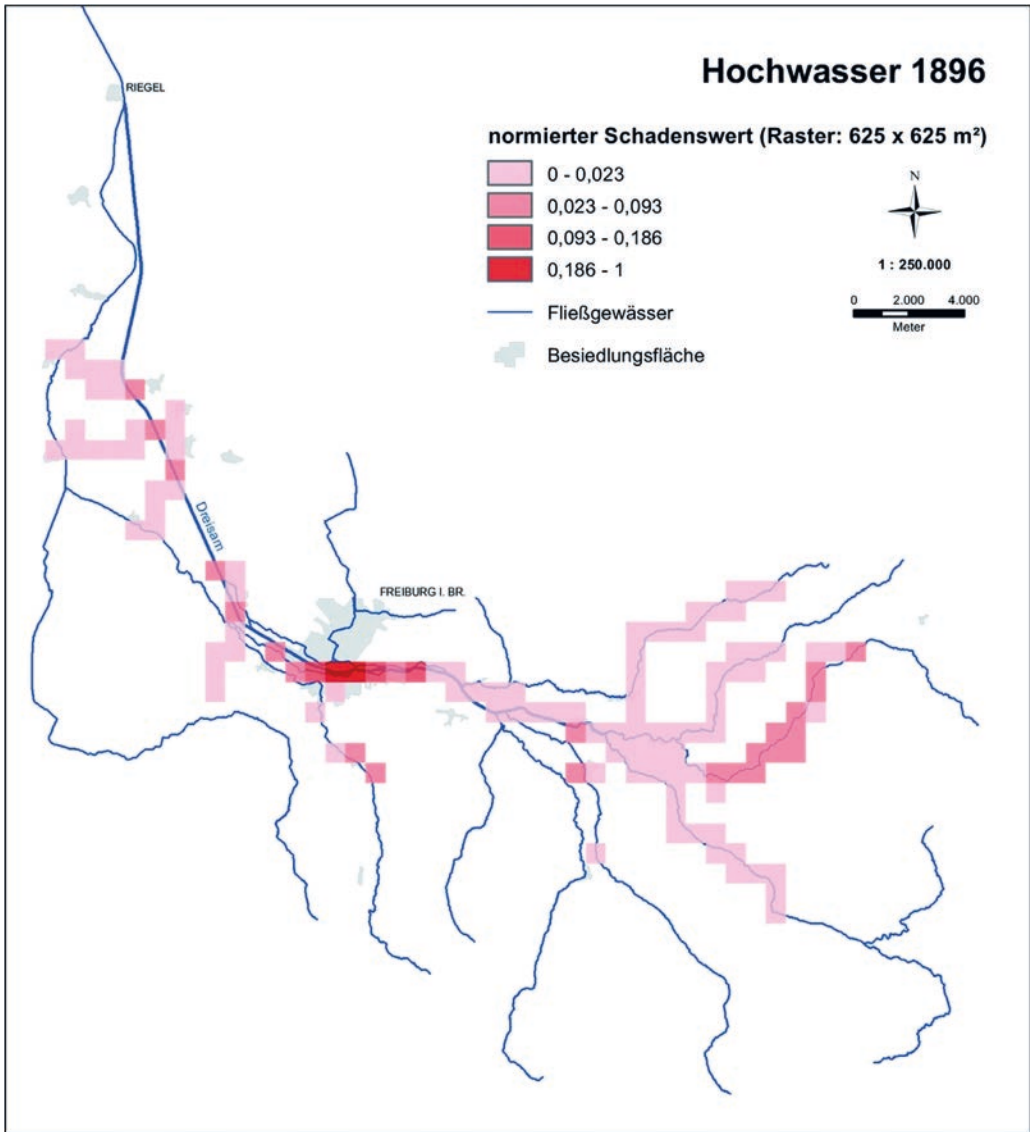 Hochwasser 1896
RIEGEL
normierter Schadenswert (Raster: 625 x 625 m²)
0 - 0,023
0,023 - 0,093
0,093 - 0,186
0,186 - 1
Fließgewässer
Besiedlungsfläche
N
1 : 250.000
0 2.000 4.000
Meter
Dreisam
FREIBURG I. BR.